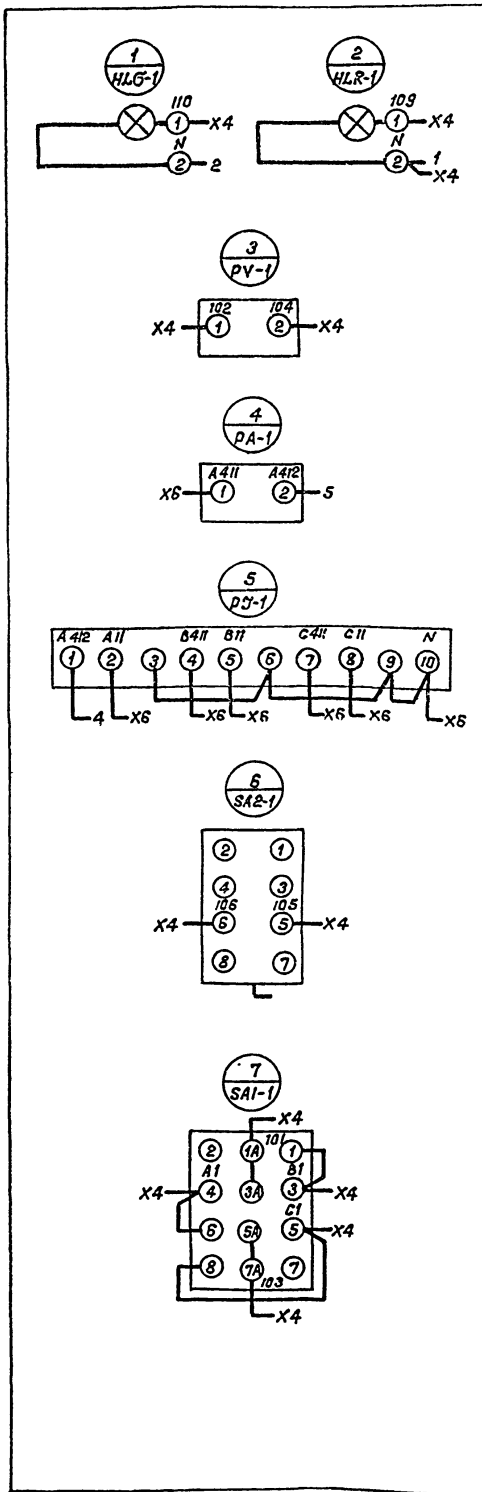 1 2
HLG-1 HLR-1
110 109
1 X4 1 X4
N N
2 2 2 1
X4
3
PV-1
102 104
X4 1 2 X4
4
PA-1
A411 A412
X6 1 2 5
5
PJ-1
A412 A11 B411 B11 C411 C11 N
1 2 3 4 5 6 7 8 9 10
4 X6 X6 X6 X6 X6 X6
6
SA2-1
2 1
4 3
106 105
X4 6 5 X4
8 7
7
SA1-1
X4
101
2 1A 1
A1 B1
X4 4 3A 3 X4
C1
6 5A 5 X4
8 7A 7
103
X4